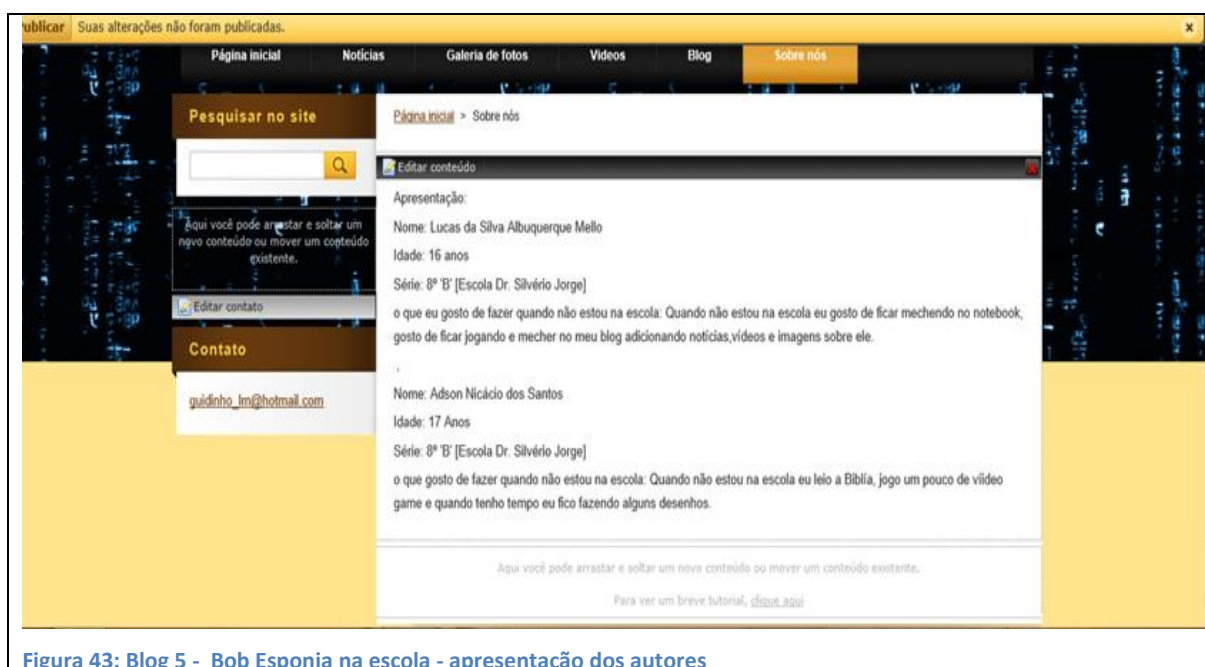 ublicar Suas alterações não foram publicadas. x
Página inicial Notícias Galeria de fotos Videos Blog Sobre nós
Pesquisar no site
Página inicial > Sobre nós
Editar conteúdo
Apresentação:
Nome: Lucas da Silva Albuquerque Mello
Aqui você pode arrastar e soltar um
novo conteúdo ou mover um conteúdo
existente.
Idade: 16 anos
Série: 8º 'B' [Escola Dr. Silvério Jorge]
Editar contato
o que eu gosto de fazer quando não estou na escola: Quando não estou na escola eu gosto de ficar mechendo no notebook,
gosto de ficar jogando e mecher no meu blog adicionando notícias,vídeos e imagens sobre ele.
Contato
.
guidinho_lm@hotmail.com
Nome: Adson Nicácio dos Santos
Idade: 17 Anos
Série: 8º 'B' [Escola Dr. Silvério Jorge]
o que gosto de fazer quando não estou na escola: Quando não estou na escola eu leio a Biblía, jogo um pouco de víideo
game e quando tenho tempo eu fico fazendo alguns desenhos.
Aqui você pode arrastar e soltar um novo conteúdo ou mover um conteúdo existente.
Para ver um breve tutorial, clique aqui
Figura 43: Blog 5 - Bob Esponja na escola - apresentação dos autores